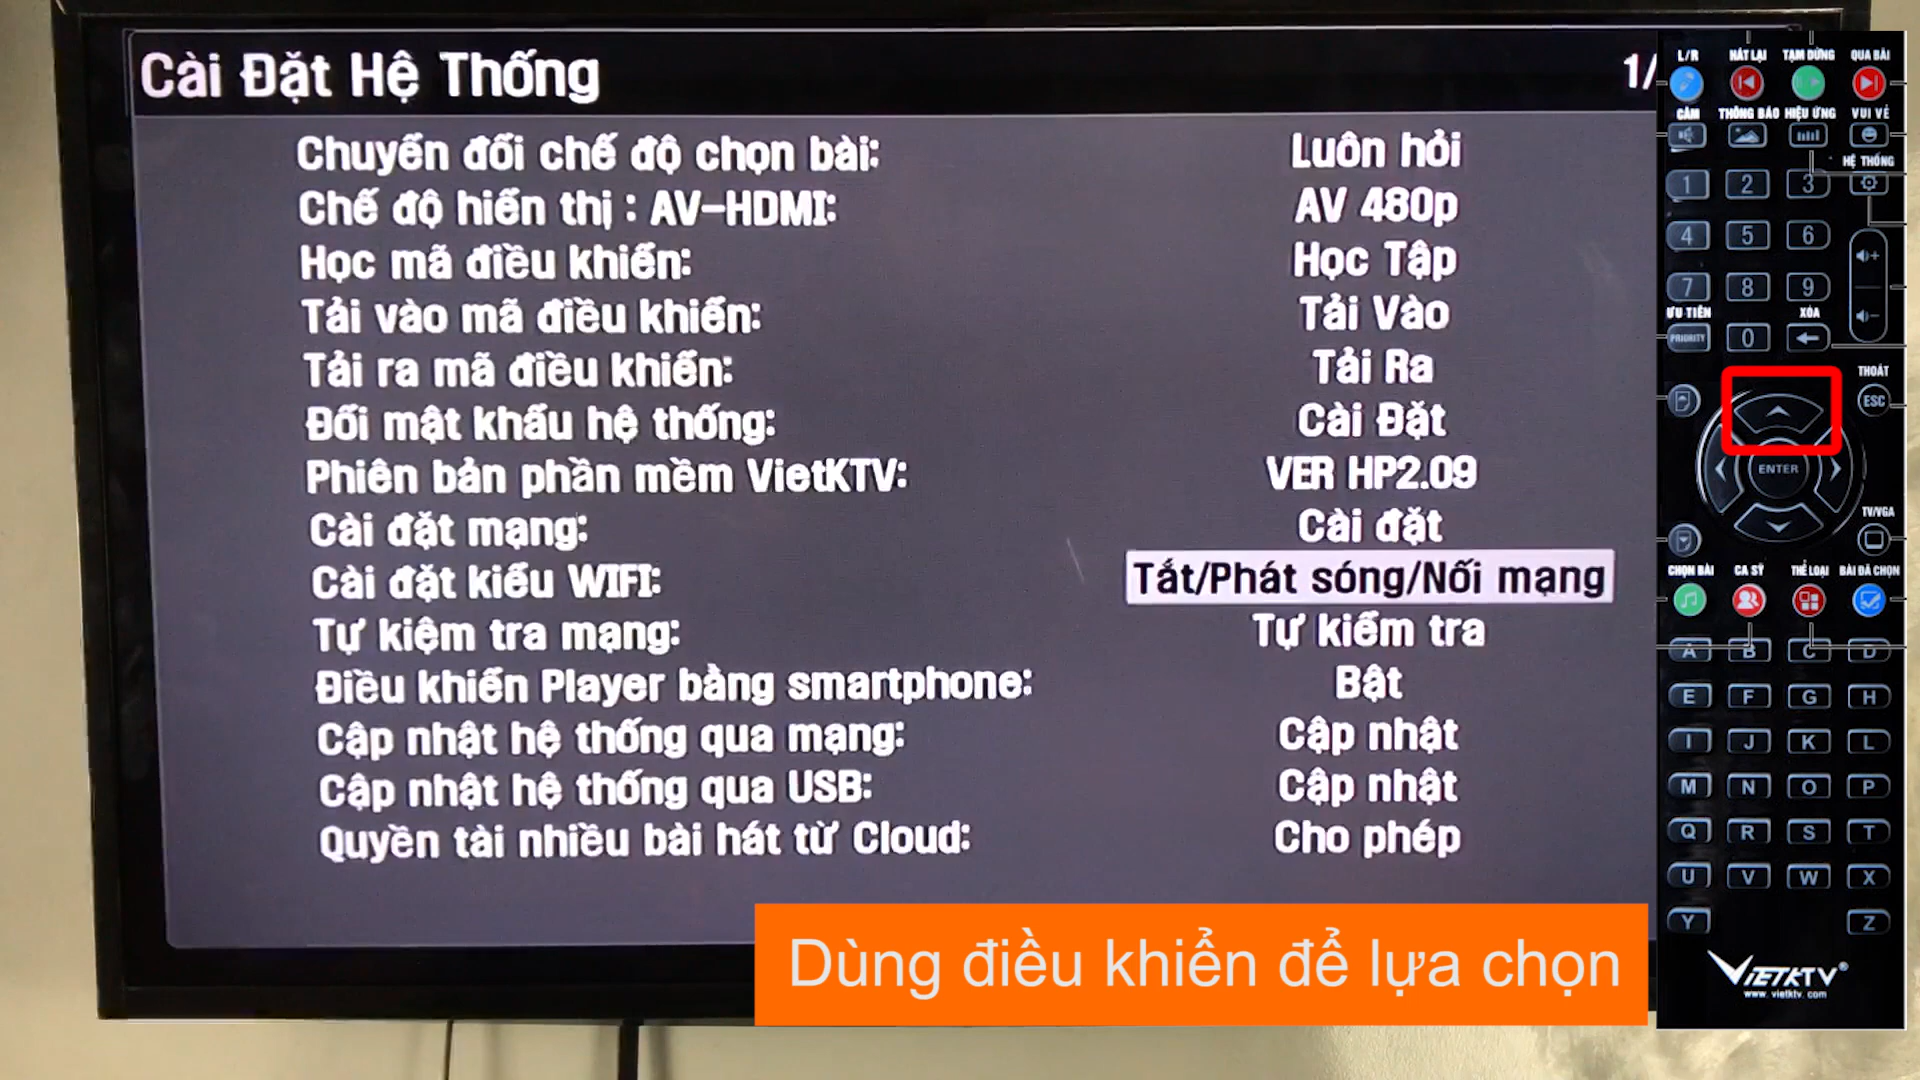 Cài Đặt Hệ Thống 1/
Chuyển đổi chế độ chọn bài: Luôn hỏi
Chế độ hiển thị : AV-HDMI: AV 480p
Học mã điều khiển: Học Tập
Tải vào mã điều khiển: Tải Vào
Tải ra mã điều khiển: Tải Ra
Đổi mật khẩu hệ thống: Cài Đặt
Phiên bản phần mềm VietKTV: VER HP2.09
Cài đặt mạng: Cài đặt
Cài đặt kiểu WIFI: Tắt/Phát sóng/Nối mạng
Tự kiệm tra mạng: Tự kiểm tra
Điều khiển Player bằng smartphone: Bật
Cập nhật hệ thống qua mạng: Cập nhật
Cập nhật hệ thống qua USB: Cập nhật
Quyền tài nhiều bài hát từ Cloud: Cho phép
Dùng điều khiển để lựa chọn
L/R HÁT LẠI TẠM DỪNG QUA BÀI
CÂM THÔNG BÁO HIỆU ỨNG VUI VẺ
HỆ THỐNG
1 2 3
4 5 6
7 8 9
ƯU TIÊN XÓA
PRIORITY 0
THOÁT
ESC
ENTER
TV/VGA
CHỌN BÀI CA SỸ THỂ LOẠI BÀI ĐÃ CHỌN
A B C D
E F G H
I J K L
M N O P
Q R S T
U V W X
Y Z
VIETKTV®
www.vietktv.com